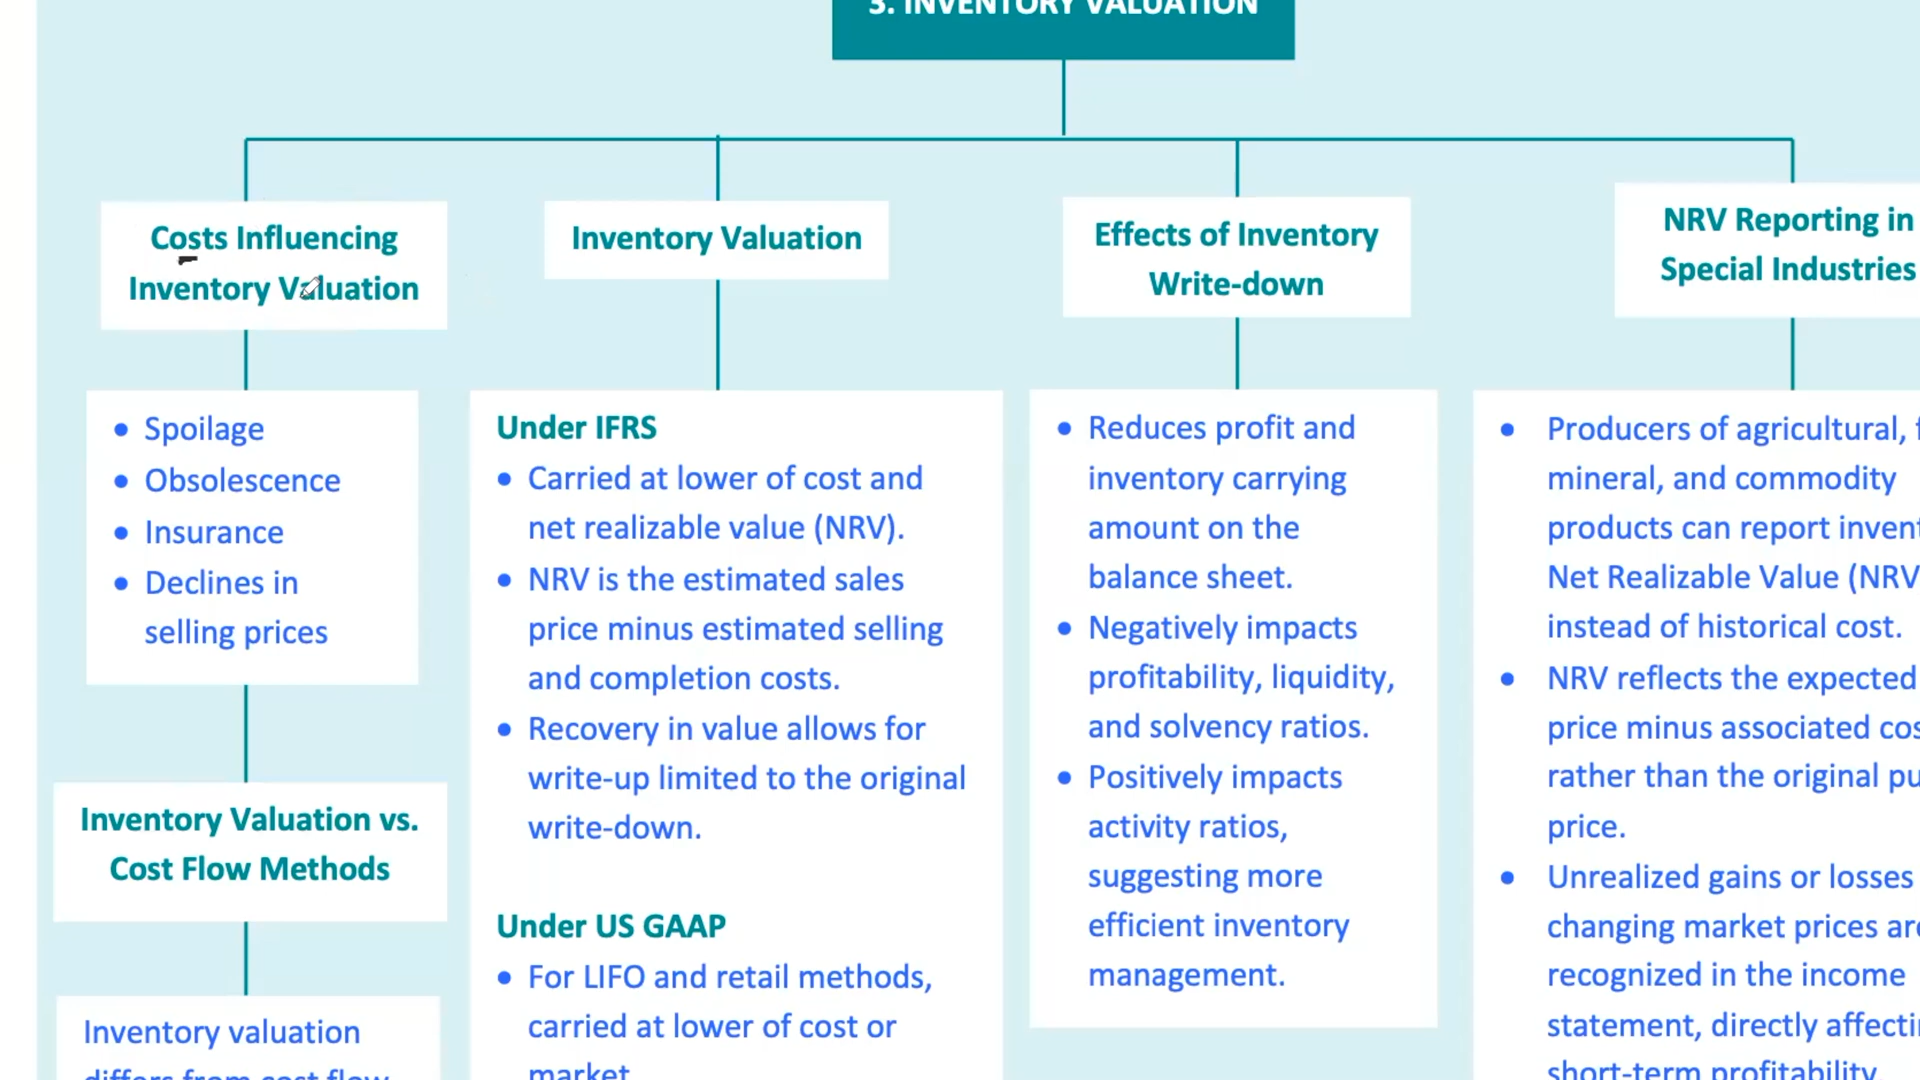 3. INVENTORY VALUATION
Costs Influencing
Inventory Valuation
Spoilage
Obsolescence
Insurance
Declines in
selling prices
Inventory Valuation vs.
Cost Flow Methods
Inventory valuation
differs from cost flow
Inventory Valuation
Under IFRS
Carried at lower of cost and
net realizable value (NRV).
NRV is the estimated sales
price minus estimated selling
and completion costs.
Recovery in value allows for
write-up limited to the original
write-down.
Under US GAAP
For LIFO and retail methods,
carried at lower of cost or
market.
Effects of Inventory
Write-down
Reduces profit and
inventory carrying
amount on the
balance sheet.
Negatively impacts
profitability, liquidity,
and solvency ratios.
Positively impacts
activity ratios,
suggesting more
efficient inventory
management.
NRV Reporting in
Special Industries
Producers of agricultural,
mineral, and commodity
products can report
Net Realizable Value (NRV
instead of historical cost.
NRV reflects the expected
price minus associated
rather than the original
price.
Unrealized gains or losses
changing market prices
recognized in the income
statement, directly
short-term profitability.